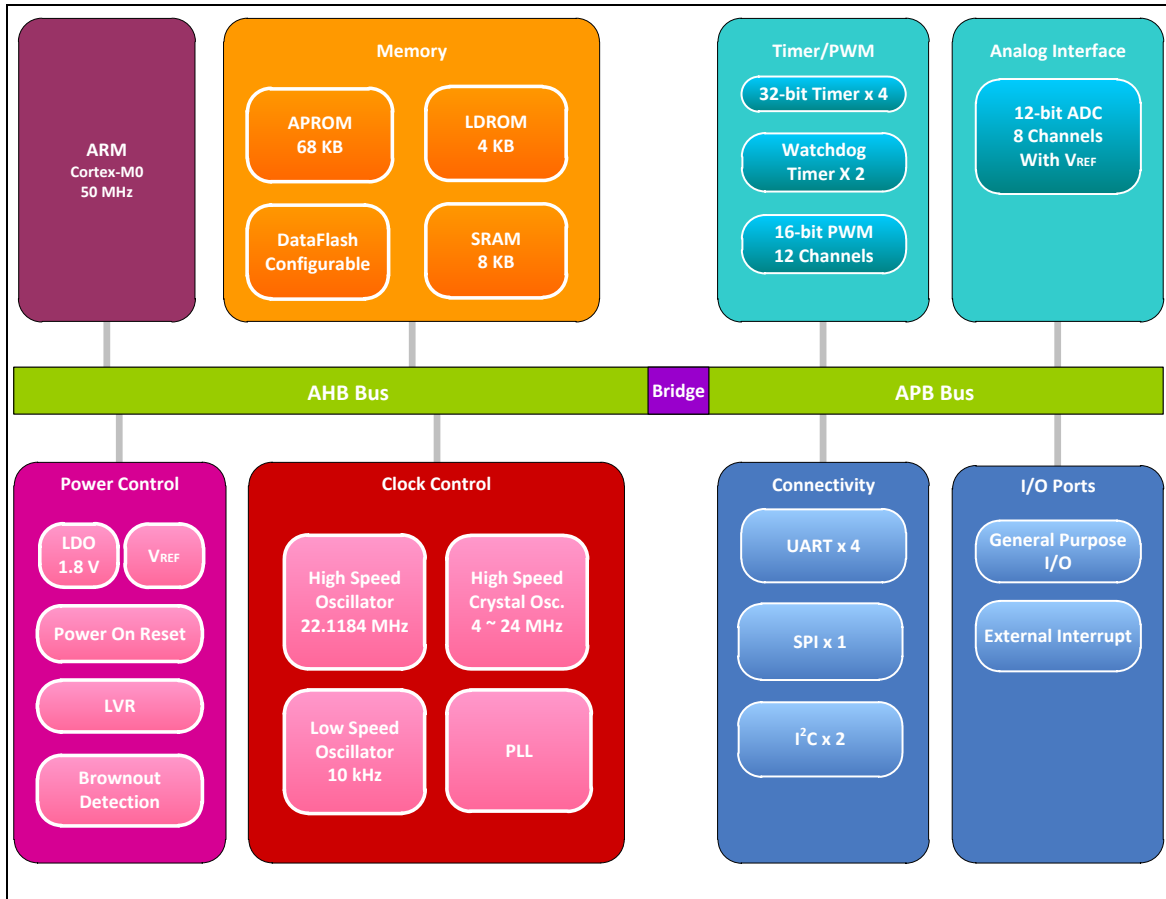 ARM
Cortex-M0
50 MHz
Memory
APROM
68 KB
LDROM
4 KB
DataFlash
Configurable
SRAM
8 KB
Timer/PWM
32-bit Timer x 4
Watchdog
Timer X 2
16-bit PWM
12 Channels
Analog Interface
12-bit ADC
8 Channels
With VREF
AHB Bus
Bridge
APB Bus
Power Control
LDO
1.8 V
VREF
Power On Reset
LVR
Brownout
Detection
Clock Control
High Speed
Oscillator
22.1184 MHz
High Speed
Crystal Osc.
4 ~ 24 MHz
Low Speed
Oscillator
10 kHz
PLL
Connectivity
UART x 4
SPI x 1
I²C x 2
I/O Ports
General Purpose
I/O
External Interrupt